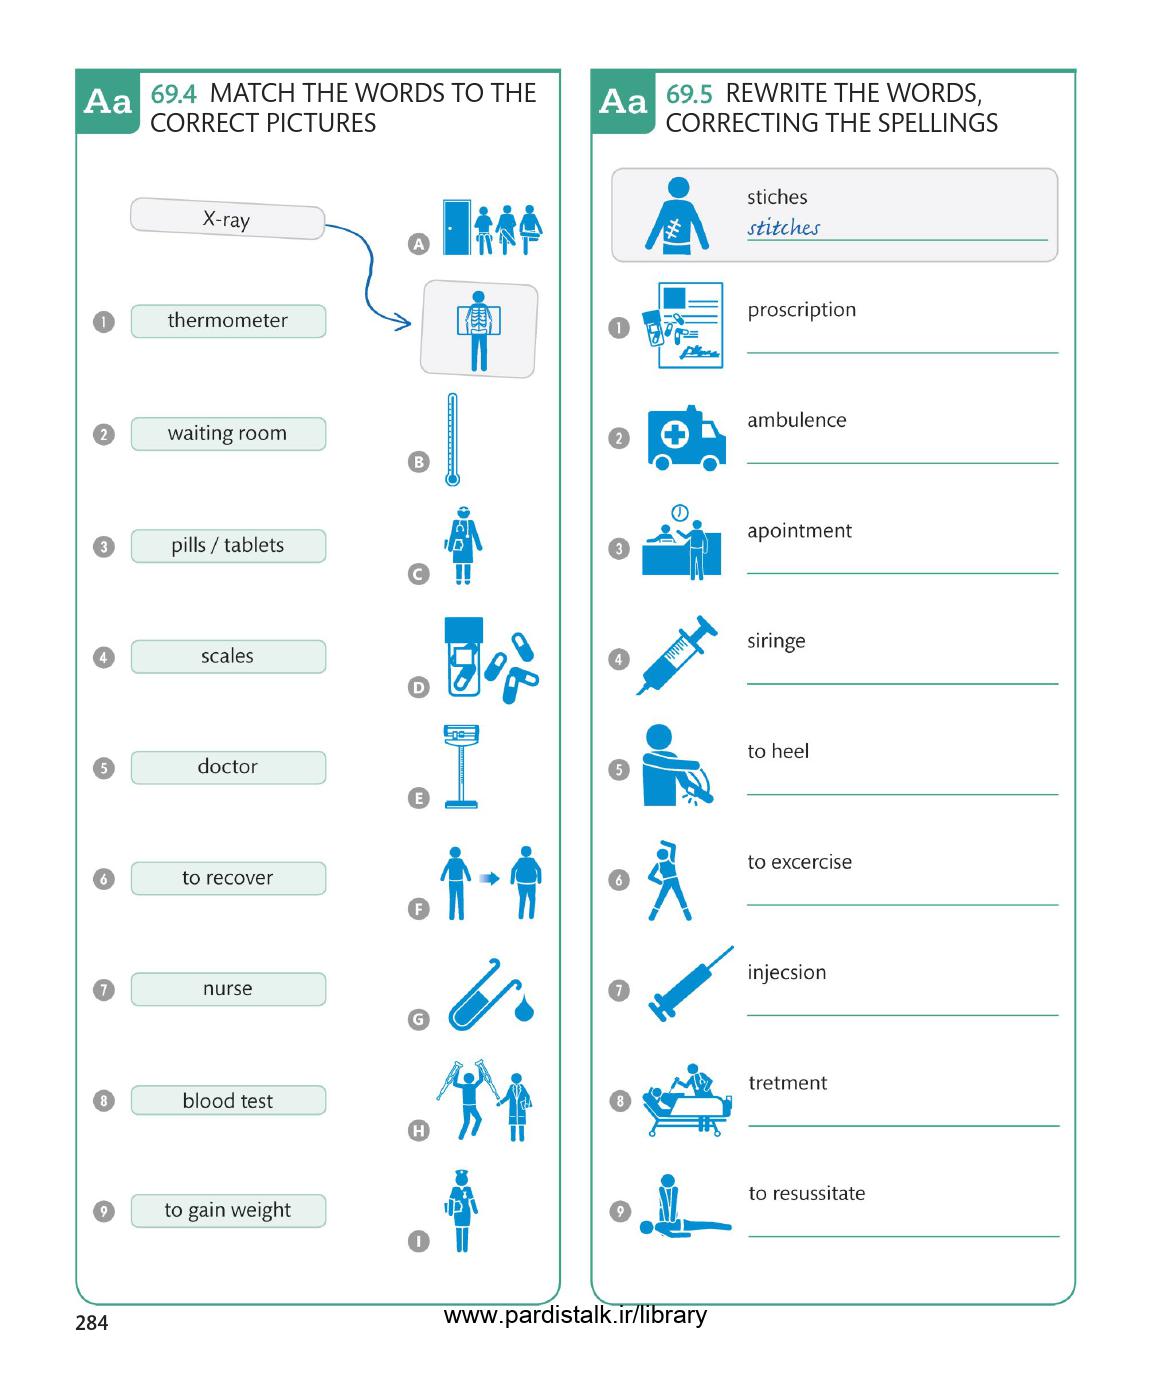 Aa
69.4 MATCH THE WORDS TO THE
CORRECT PICTURES
X-ray
A
1 thermometer
2 waiting room
B
3 pills / tablets
C
4 scales
D
5 doctor
E
6 to recover
F
7 nurse
G
8 blood test
H
9 to gain weight
I
Aa
69.5 REWRITE THE WORDS,
CORRECTING THE SPELLINGS
stiches
stitches
1 proscription
2 ambulence
3 apointment
4 siringe
5 to heel
6 to excercise
7 injecsion
8 tretment
9 to resussitate
284
www.pardistalk.ir/library